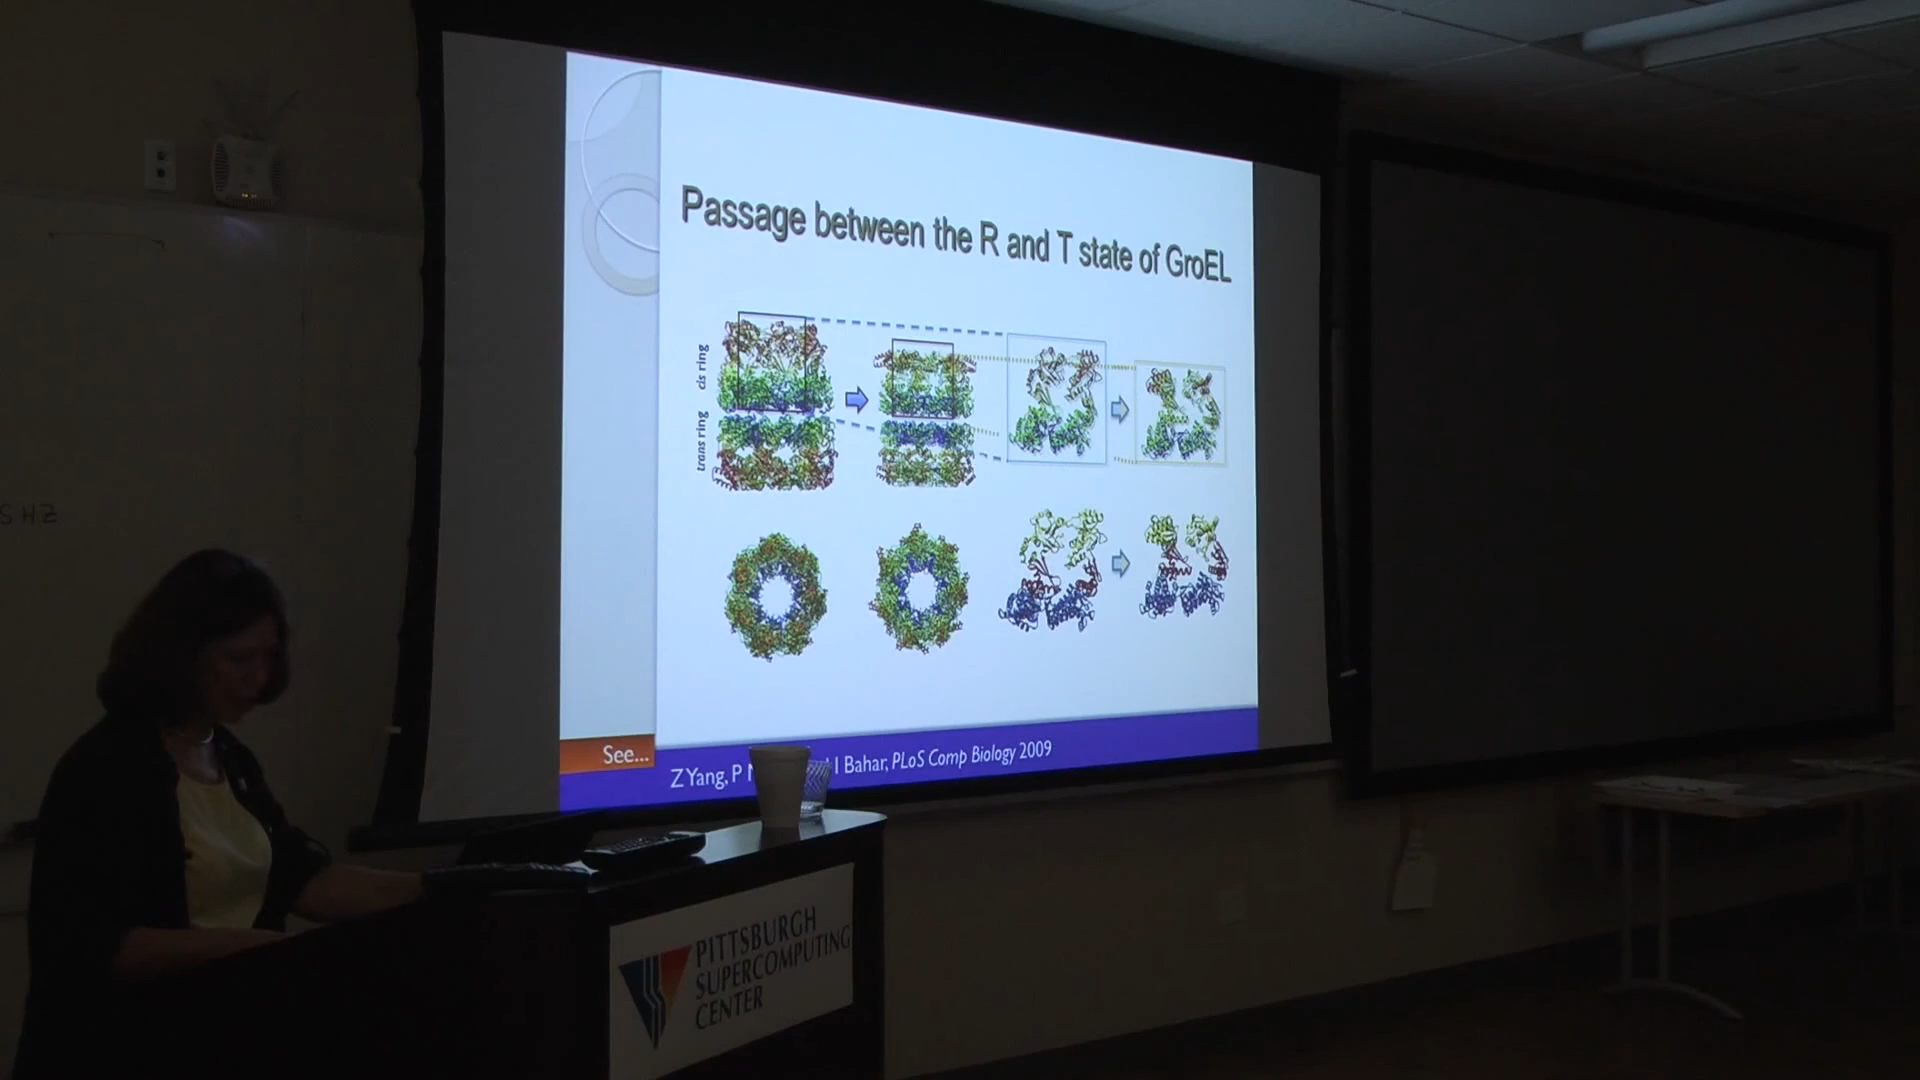 Passage between the R and T state of GroEL
cis ring
trans ring
See...
Z Yang, P I Bahar, PLoS Comp Biology 2009
SHZ
PITTSBURGH
SUPERCOMPUTING
CENTER